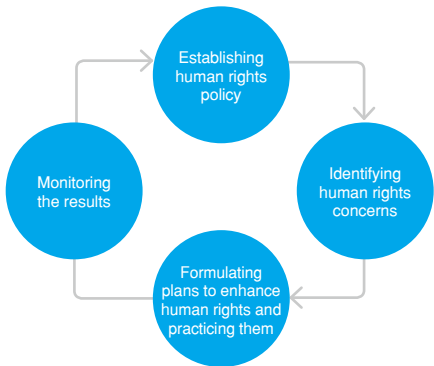 Establishing
human rights
policy
Identifying
human rights
concerns
Formulating
plans to enhance
human rights and
practicing them
Monitoring
the results